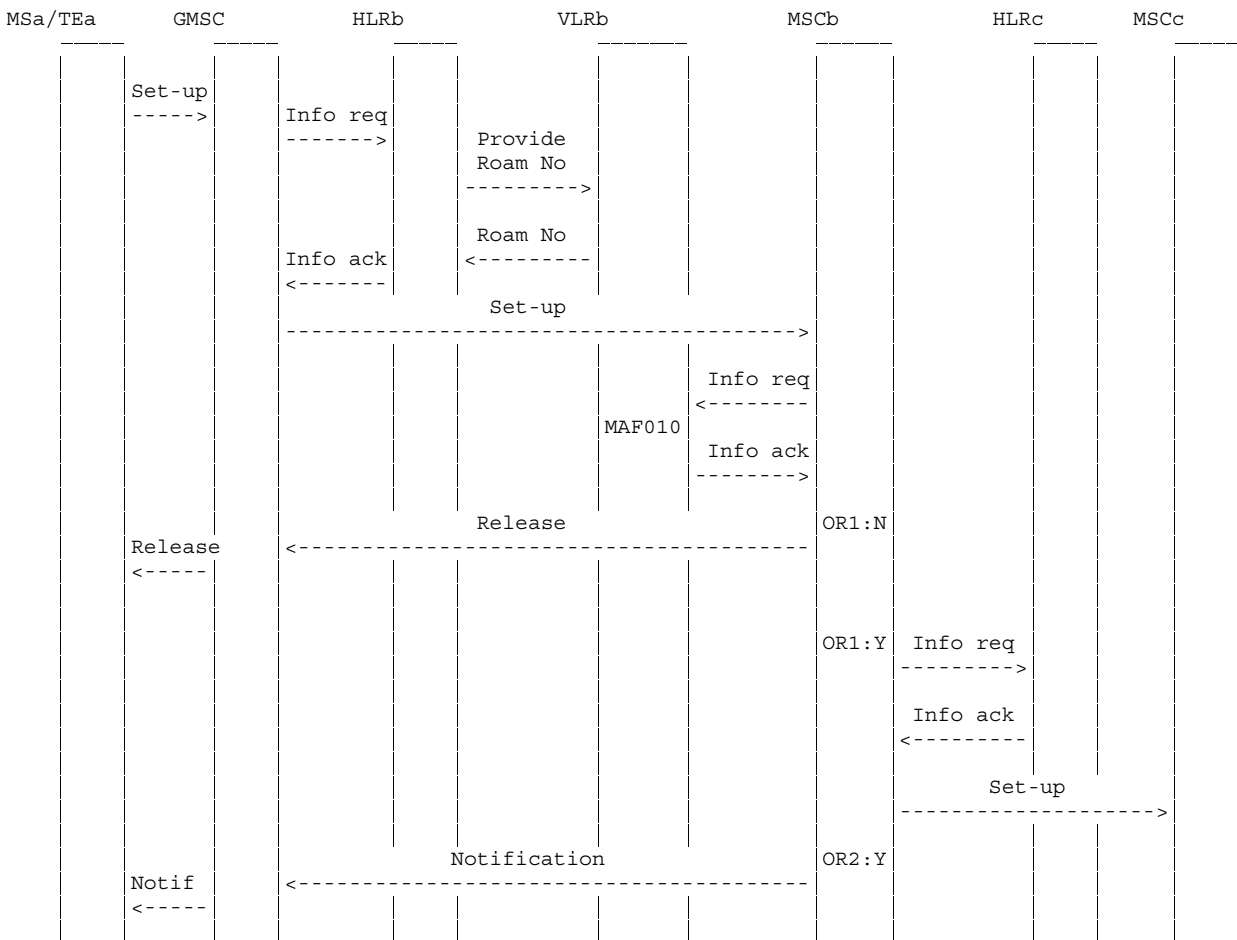 MSa/TEa GMSC HLRb VLRb MSCb HLRc MSCc
Set-up
-----> Info req
-------> Provide
Roam No
--------->
Roam No
Info ack <---------
<-------
Set-up
---------------------------------------->
Info req
<--------
MAF010
Info ack
-------->
Release OR1:N
Release <----------------------------------------
<-----
OR1:Y Info req
--------->
Info ack
<---------
Set-up
-------------------->
Notification OR2:Y
Notif <----------------------------------------
<-----